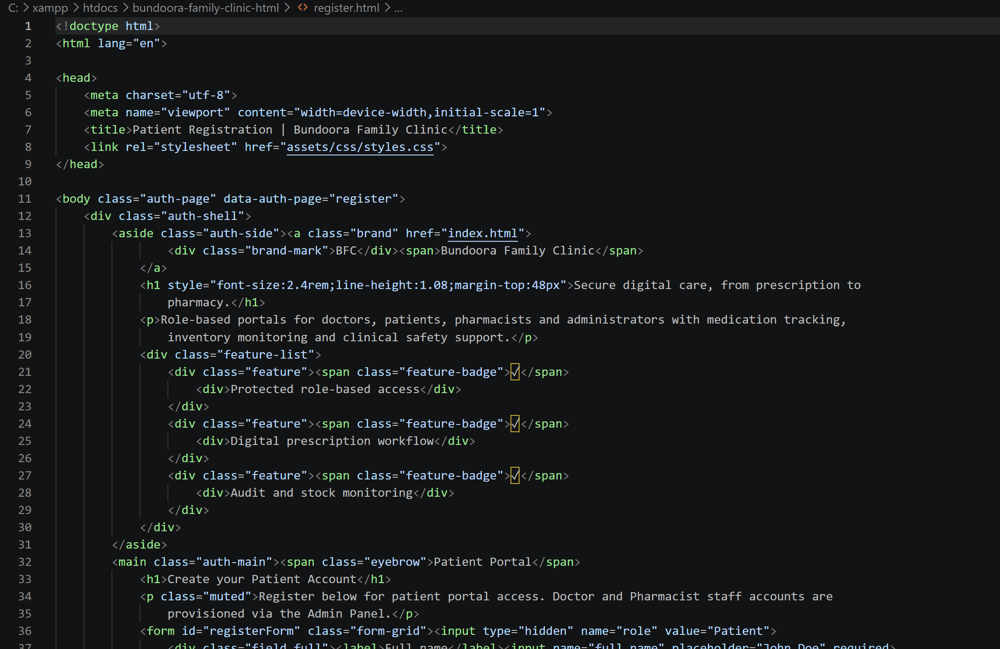 C: > xampp > htdocs > bundoora-family-clinic-html > <> register.html > ...
1 <!doctype html>
2 <html lang="en">
3
4 <head>
5     <meta charset="utf-8">
6     <meta name="viewport" content="width=device-width,initial-scale=1">
7     <title>Patient Registration | Bundoora Family Clinic</title>
8     <link rel="stylesheet" href="assets/css/styles.css">
9 </head>
10
11 <body class="auth-page" data-auth-page="register">
12     <div class="auth-shell">
13         <aside class="auth-side"><a class="brand" href="index.html">
14                 <div class="brand-mark">BFC</div><span>Bundoora Family Clinic</span>
15             </a>
16             <h1 style="font-size:2.4rem;line-height:1.08;margin-top:48px">Secure digital care, from prescription to
17                 pharmacy.</h1>
18             <p>Role-based portals for doctors, patients, pharmacists and administrators with medication tracking,
19                 inventory monitoring and clinical safety support.</p>
20             <div class="feature-list">
21                 <div class="feature"><span class="feature-badge">✓</span>
22                     <div>Protected role-based access</div>
23                 </div>
24                 <div class="feature"><span class="feature-badge">✓</span>
25                     <div>Digital prescription workflow</div>
26                 </div>
27                 <div class="feature"><span class="feature-badge">✓</span>
28                     <div>Audit and stock monitoring</div>
29                 </div>
30             </div>
31         </aside>
32         <main class="auth-main"><span class="eyebrow">Patient Portal</span>
33             <h1>Create your Patient Account</h1>
34             <p class="muted">Register below for patient portal access. Doctor and Pharmacist staff accounts are
35                 provisioned via the Admin Panel.</p>
36             <form id="registerForm" class="form-grid"><input type="hidden" name="role" value="Patient">
37                 <div class="field full"><label>Full name</label><input name="full_name" placeholder="John Doe" required>